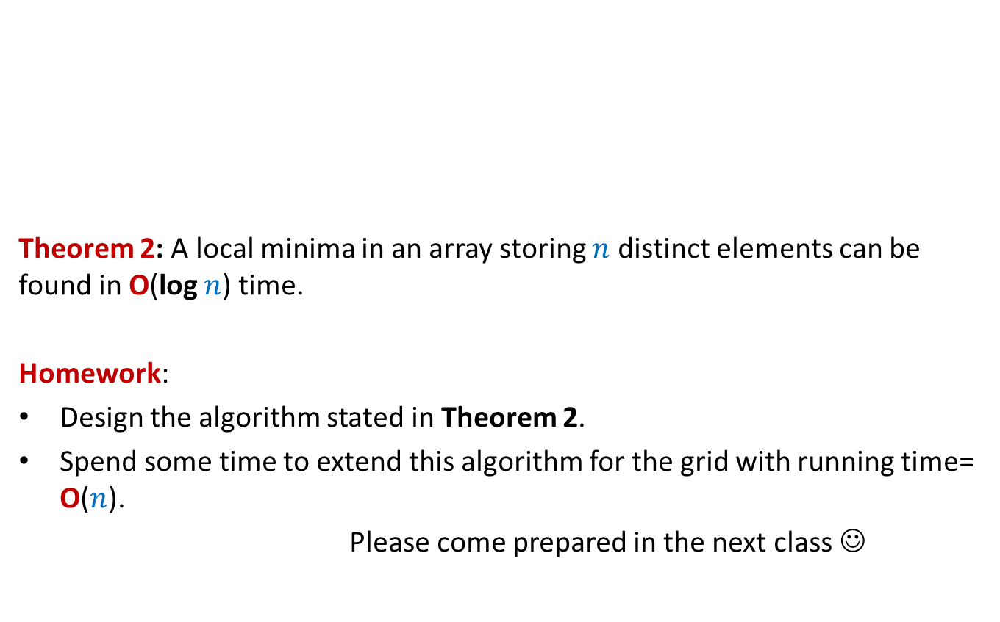 Theorem 2: A local minima in an array storing n distinct elements can be
found in O(log n) time.
Homework:
• Design the algorithm stated in Theorem 2.
• Spend some time to extend this algorithm for the grid with running time=
O(n).
Please come prepared in the next class ☺